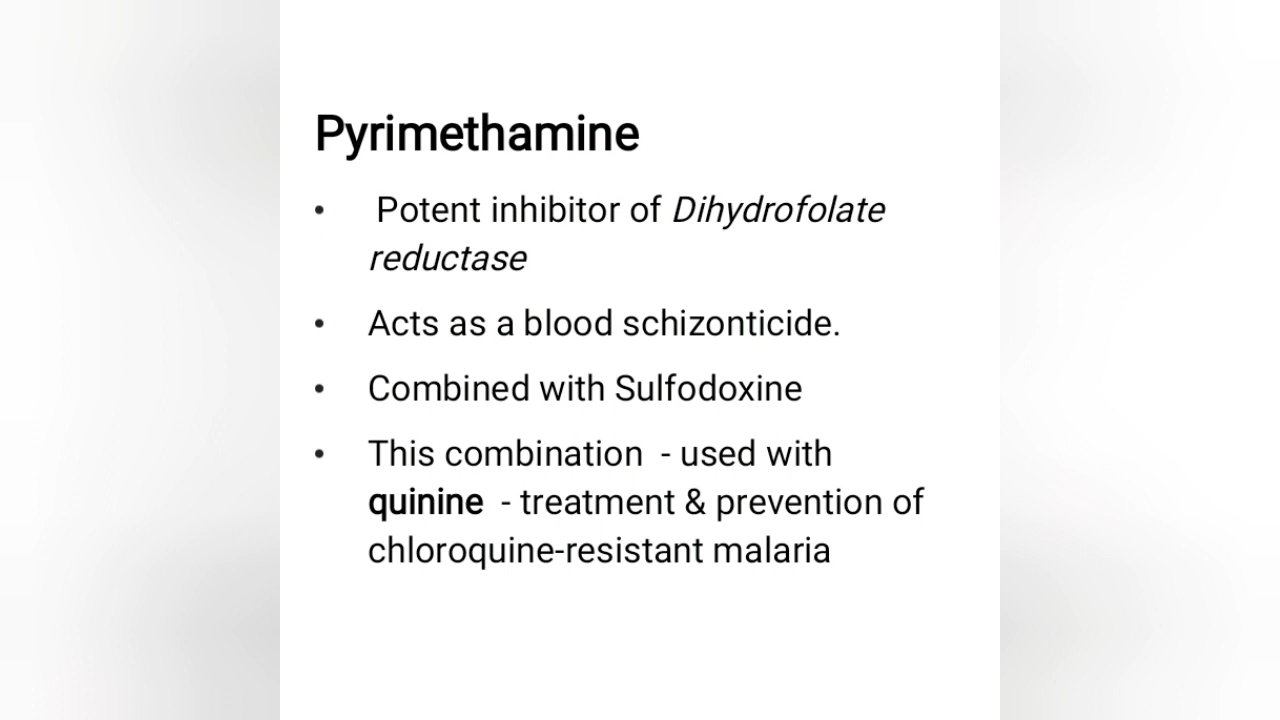 Pyrimethamine
• Potent inhibitor of Dihydrofolate
reductase
• Acts as a blood schizonticide.
• Combined with Sulfodoxine
• This combination - used with
quinine - treatment & prevention of
chloroquine-resistant malaria